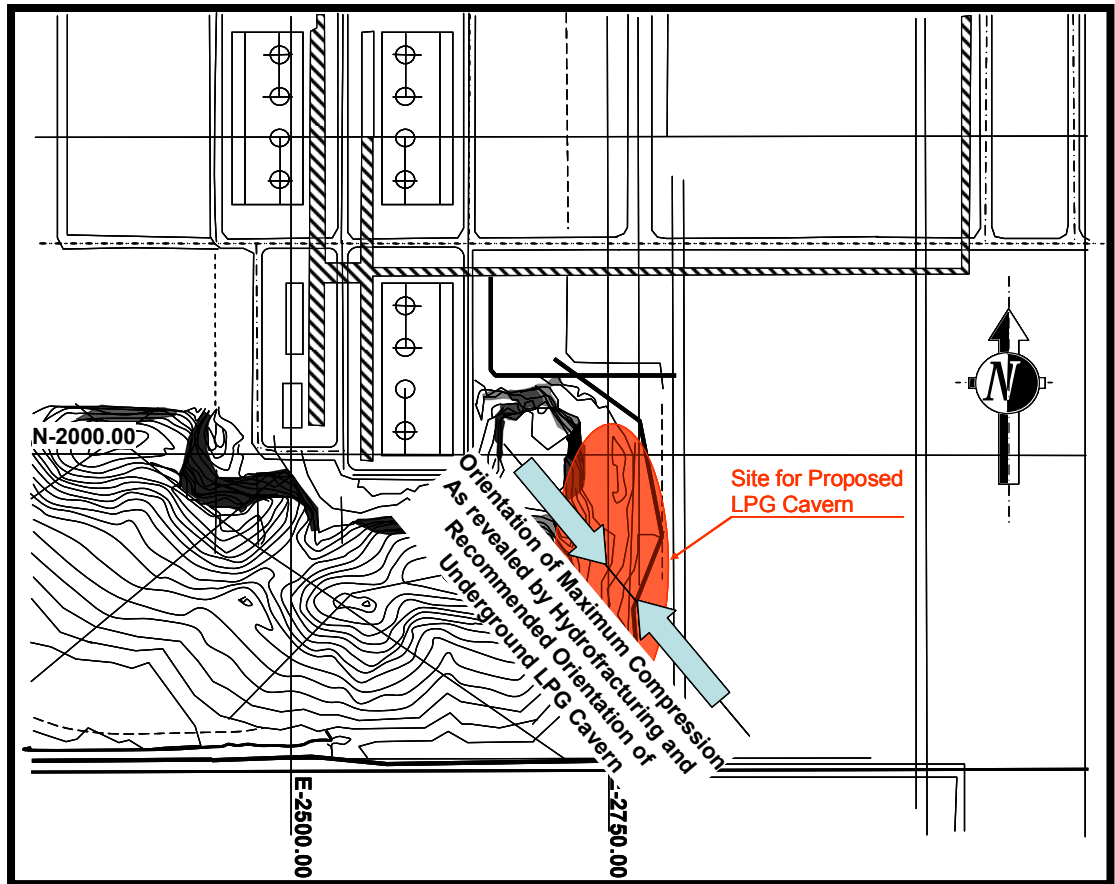 N-2000.00
Site for Proposed
LPG Cavern
N
Orientation of Maximum Compression
As revealed by Hydrofracturing and
Recommended Orientation of
Underground LPG Cavern
E-2500.00
-2750.00